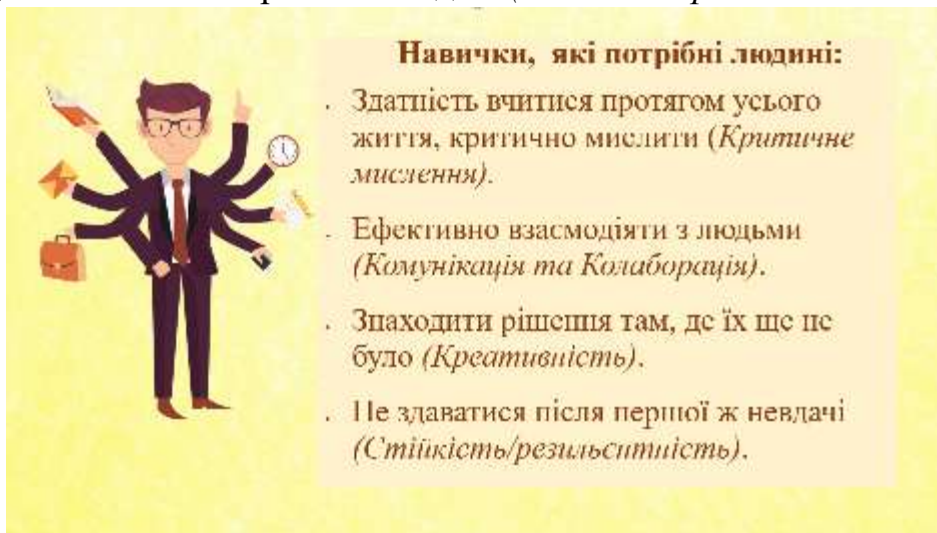 Навички, які потрібні людині:
. Здатність вчитися протягом усього
життя, критично мислити (Критичне
мислення).
. Ефективно взаємодіяти з людьми
(Комунікація та Колаборація).
. Знаходити рішення там, де їх ще не
було (Креативність).
. Не здаватися після першої ж невдачі
(Стійкість/резильєнтність).